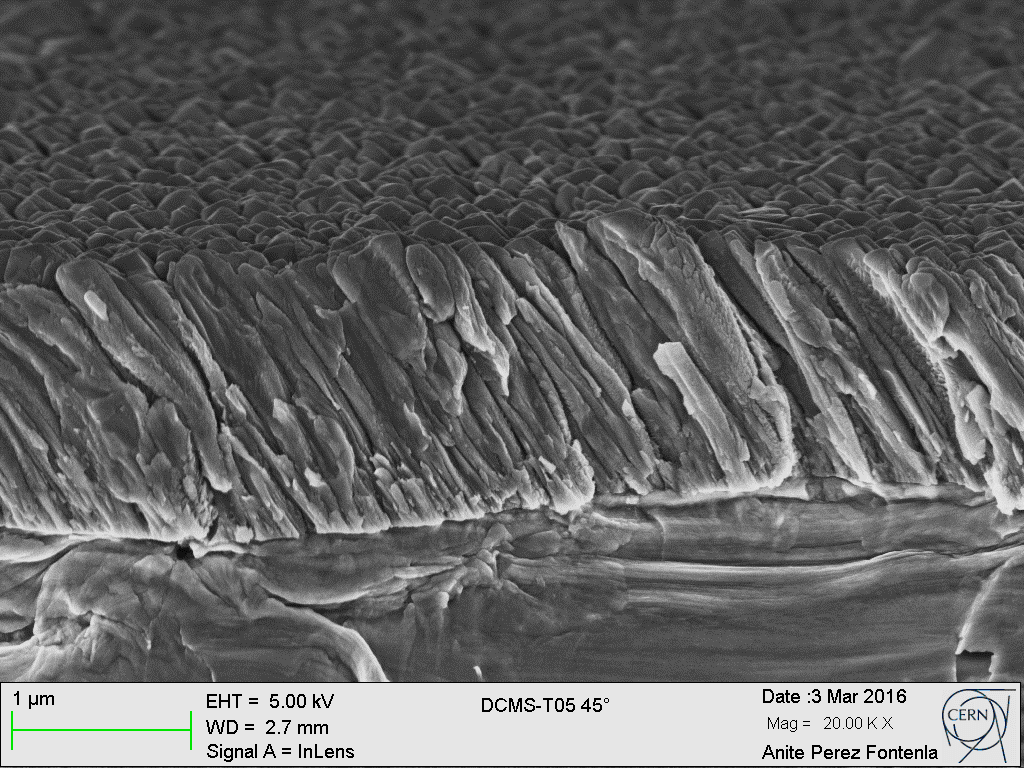 1 µm
EHT = 5.00 kV
WD = 2.7 mm
Signal A = InLens
DCMS-T05 45°
Date :3 Mar 2016
Mag = 20.00 K X
Anite Perez Fontenla
CERN